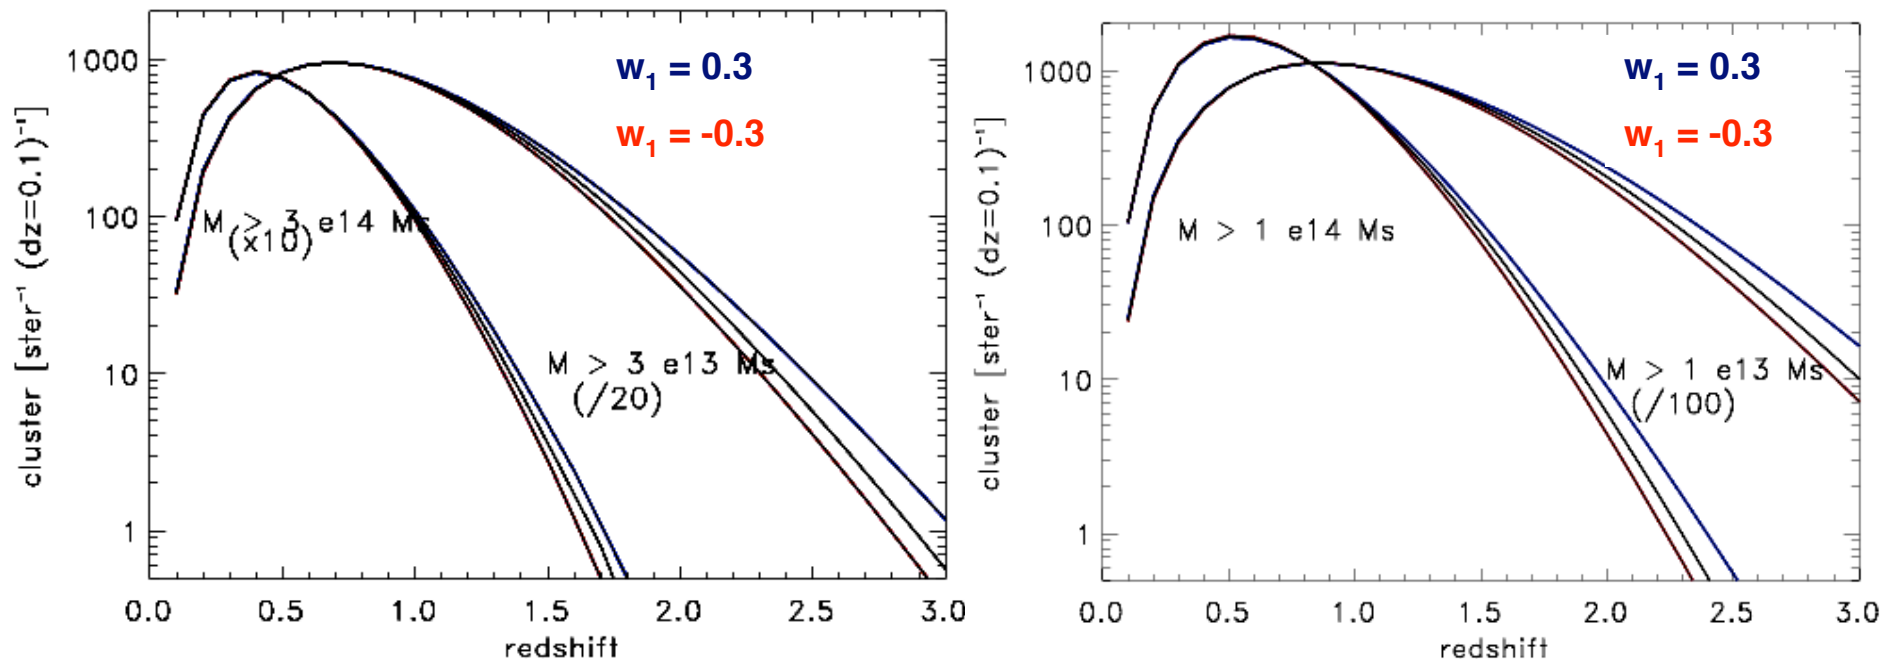 cluster [ster⁻¹ (dz=0.1)⁻¹]
1000
100
10
1
w₁ = 0.3
w₁ = -0.3
M > 3 e14 Ms
(x10)
M > 3 e13 Ms
(/20)
0.0 0.5 1.0 1.5 2.0 2.5 3.0
redshift
cluster [ster⁻¹ (dz=0.1)⁻¹]
1000
100
10
1
w₁ = 0.3
w₁ = -0.3
M > 1 e14 Ms
M > 1 e13 Ms
(/100)
0.0 0.5 1.0 1.5 2.0 2.5 3.0
redshift